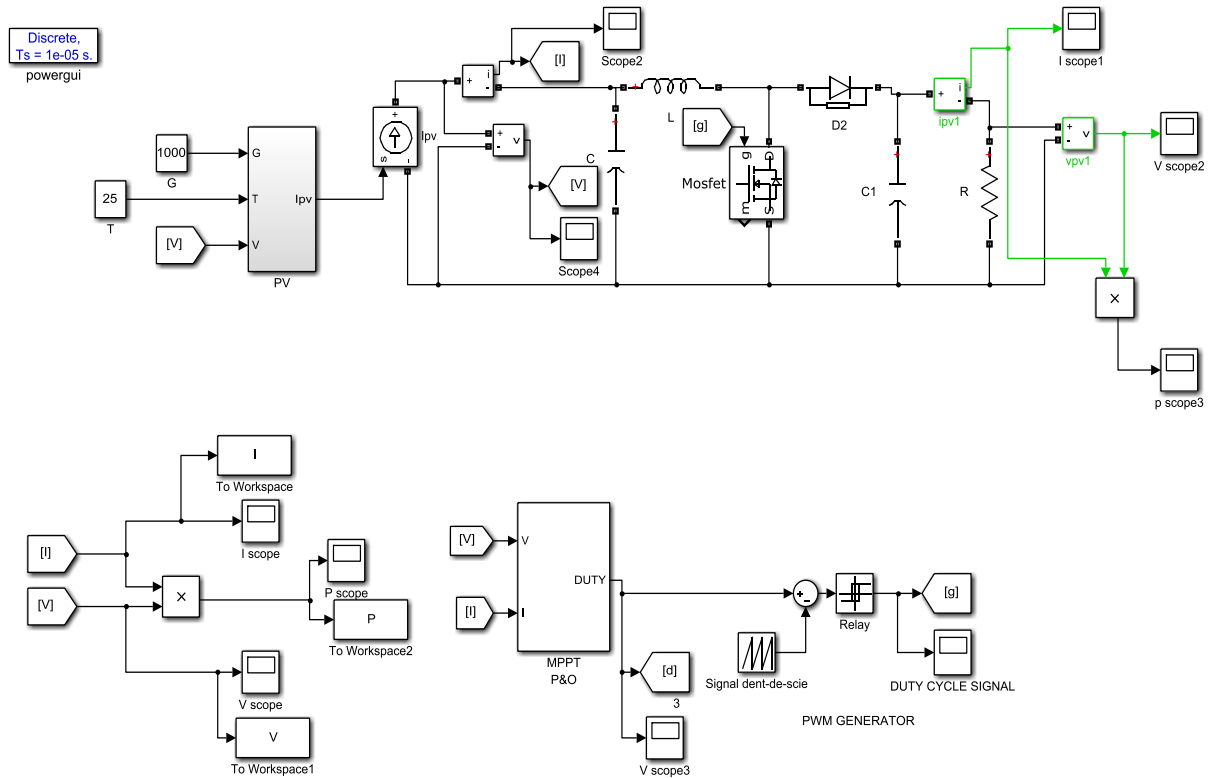 Discrete,
Ts = 1e-05 s.
powergui
Scope2
[I]
i
+
-
I scope1
L
[g]
D2
+
i
-
ipv1
+
-
v
vpv1
V scope2
1000
G
25
T
[V]
G
T
V
Ipv
PV
+
s
-
Ipv
+
-
v
[V]
Scope4
C
Mosfet
g
D
m
S
C1
R
×
p scope3
I
To Workspace
I scope
[I]
[V]
×
P scope
P
To Workspace2
V scope
V
To Workspace1
[V]
[I]
V
I
DUTY
MPPT
P&O
[d]
3
V scope3
+
-
Signal dent-de-scie
Relay
[g]
DUTY CYCLE SIGNAL
PWM GENERATOR